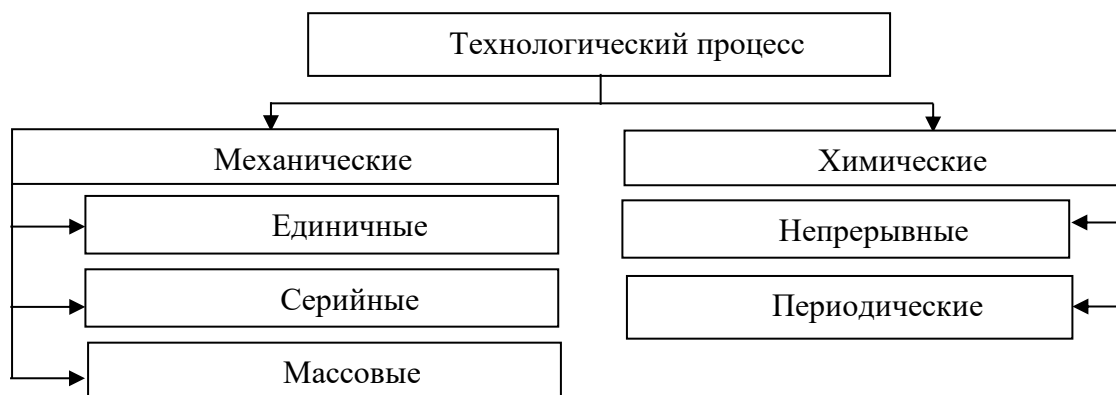 Технологический процесс
Механические
Химические
Единичные
Непрерывные
Серийные
Периодические
Массовые